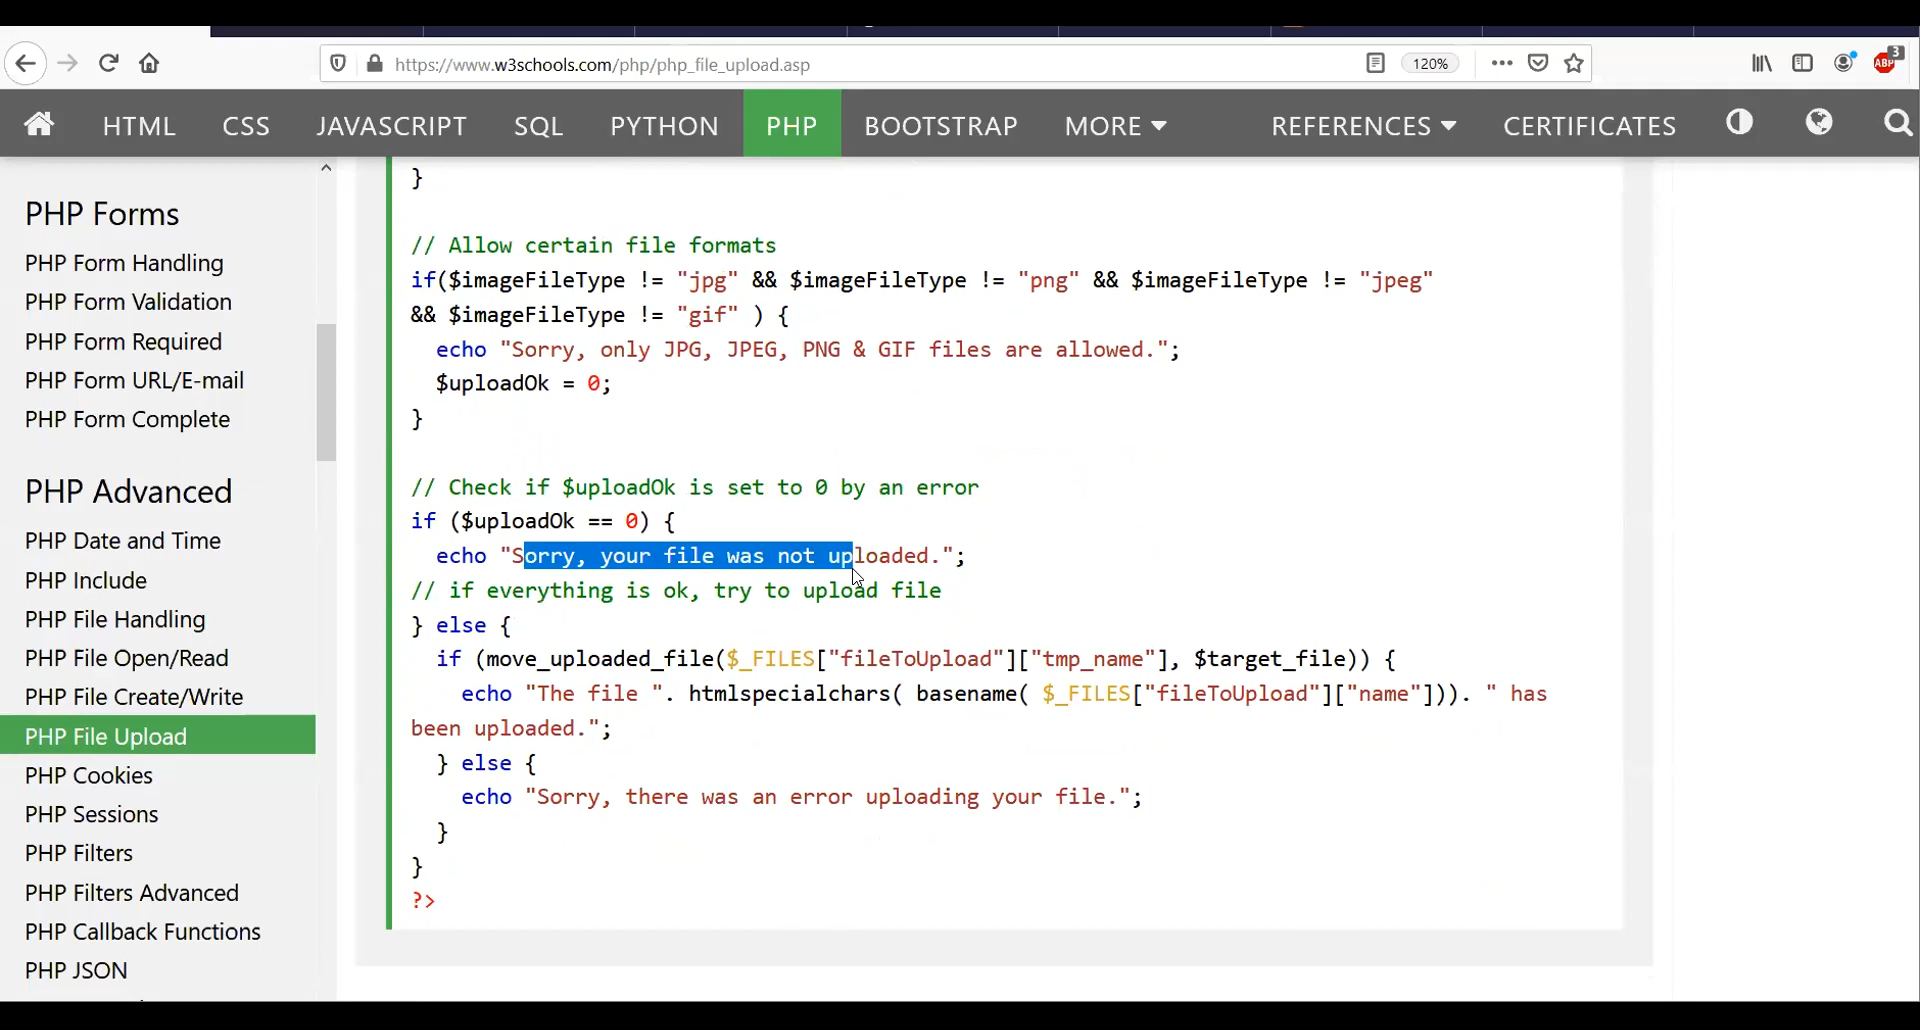 https://www.w3schools.com/php/php_file_upload.asp
120%
ABP
3
HTML CSS JAVASCRIPT SQL PYTHON PHP BOOTSTRAP MORE REFERENCES CERTIFICATES
PHP Forms
PHP Form Handling
PHP Form Validation
PHP Form Required
PHP Form URL/E-mail
PHP Form Complete
PHP Advanced
PHP Date and Time
PHP Include
PHP File Handling
PHP File Open/Read
PHP File Create/Write
PHP File Upload
PHP Cookies
PHP Sessions
PHP Filters
PHP Filters Advanced
PHP Callback Functions
PHP JSON
}
// Allow certain file formats
if($imageFileType != "jpg" && $imageFileType != "png" && $imageFileType != "jpeg"
&& $imageFileType != "gif" ) {
echo "Sorry, only JPG, JPEG, PNG & GIF files are allowed.";
$uploadOk = 0;
}
// Check if $uploadOk is set to 0 by an error
if ($uploadOk == 0) {
echo "Sorry, your file was not uploaded.";
// if everything is ok, try to upload file
} else {
if (move_uploaded_file($_FILES["fileToUpload"]["tmp_name"], $target_file)) {
echo "The file ". htmlspecialchars( basename( $_FILES["fileToUpload"]["name"])). " has
been uploaded.";
} else {
echo "Sorry, there was an error uploading your file.";
}
}
?>